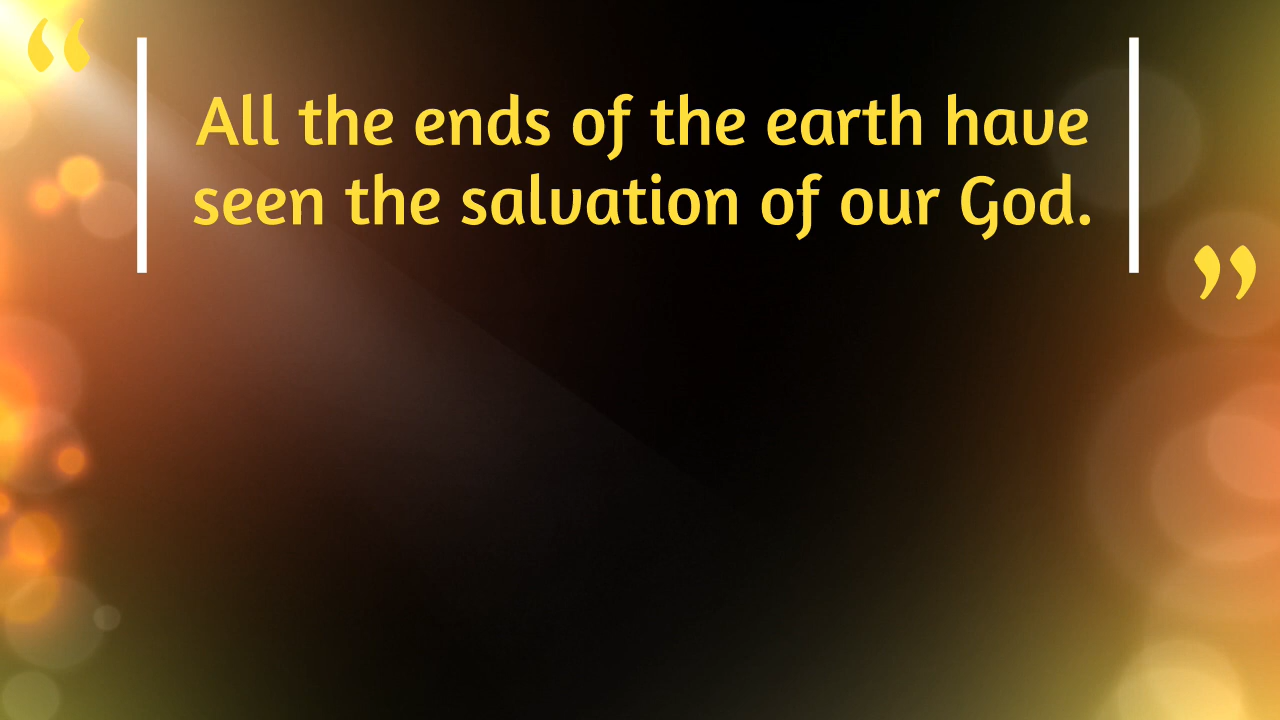 “
All the ends of the earth have
seen the salvation of our God.
”